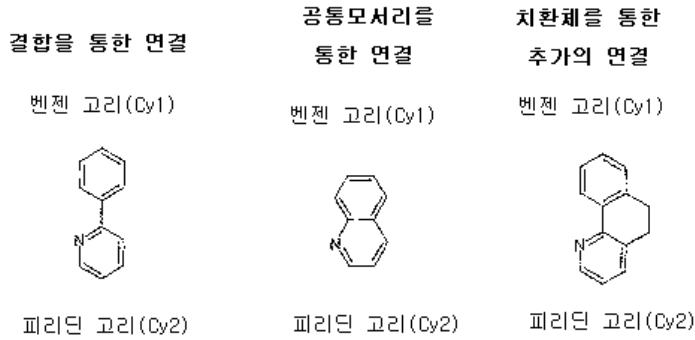 결합을 통한 연결
공통모서리를
통한 연결
치환체를 통한
추가의 연결
벤젠 고리(Cy1)
벤젠 고리(Cy1)
벤젠 고리(Cy1)
N
N
N
피리딘 고리(Cy2)
피리딘 고리(Cy2)
피리딘 고리(Cy2)